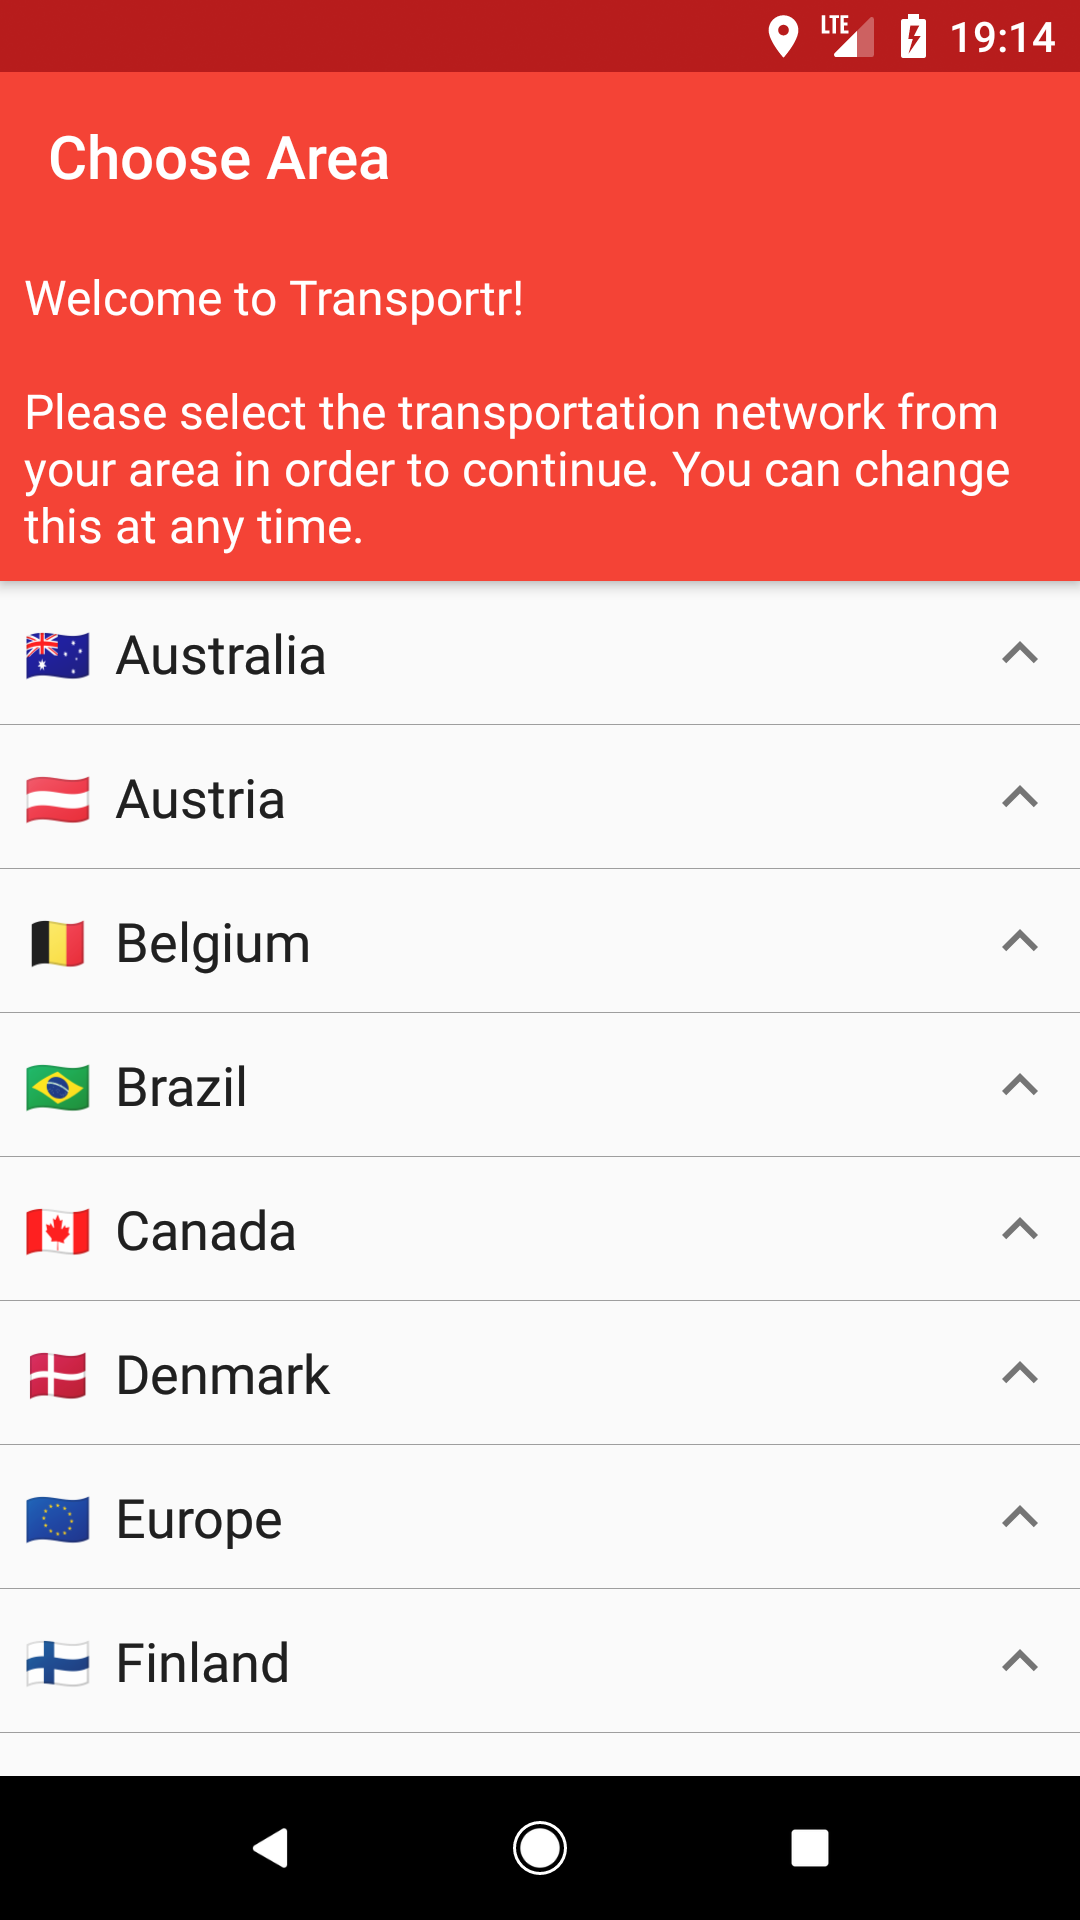 LTE 19:14
Choose Area
Welcome to Transportr!
Please select the transportation network from
your area in order to continue. You can change
this at any time.
Australia
Austria
Belgium
Brazil
Canada
Denmark
Europe
Finland